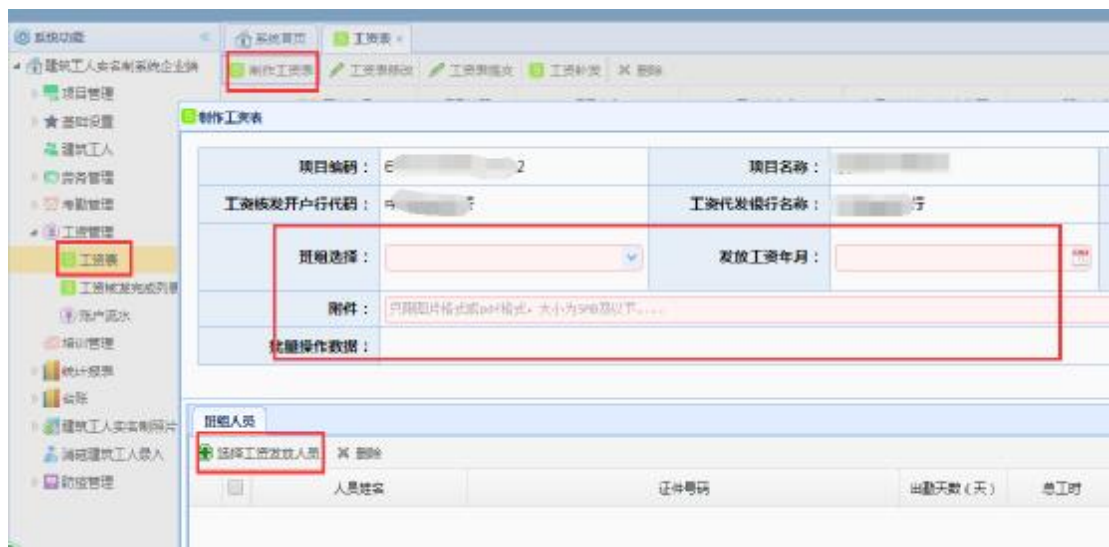 系统功能
系统首页 工资表
建筑工人实名制系统企业端
制作工资表 工资表修改 工资表提交 工资补发 删除
项目管理
基础设置
制作工资表
建筑工人
项目编码： 6 2 项目名称：
劳务管理
考勤管理
工资核发开户行代码： 中 行 工资代发银行名称： 行
工资管理
工资表
班组选择： 发放工资年月：
工资核发完成列表
附件： 只限图片格式或pdf格式，大小为5MB及以下....
账户流水
培训管理
批量操作数据：
统计报表
台账
班组人员
建筑工人实名制照片
选择工资发放人员 删除
建筑工人录入
防疫管理
人员姓名 证件号码 出勤天数（天） 总工时